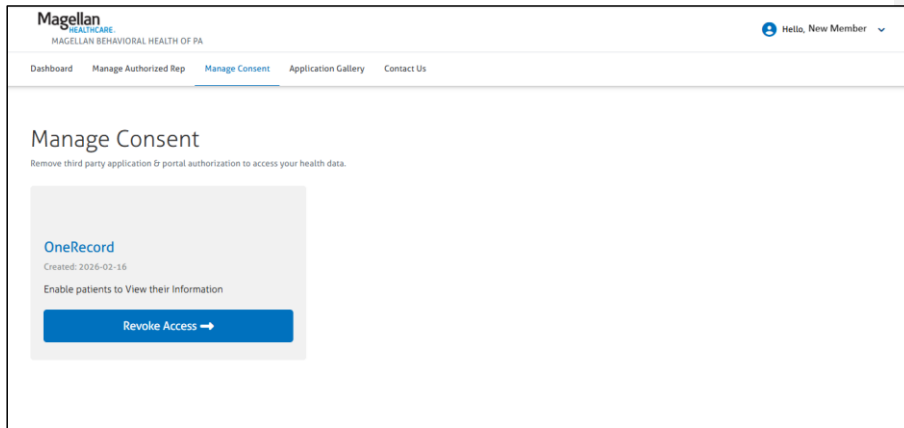 Magellan
HEALTHCARE.
MAGELLAN BEHAVIORAL HEALTH OF PA
Hello, New Member
Dashboard Manage Authorized Rep Manage Consent Application Gallery Contact Us
Manage Consent
Remove third party application & portal authorization to access your health data.
OneRecord
Created: 2026-02-16
Enable patients to View their Information
Revoke Access